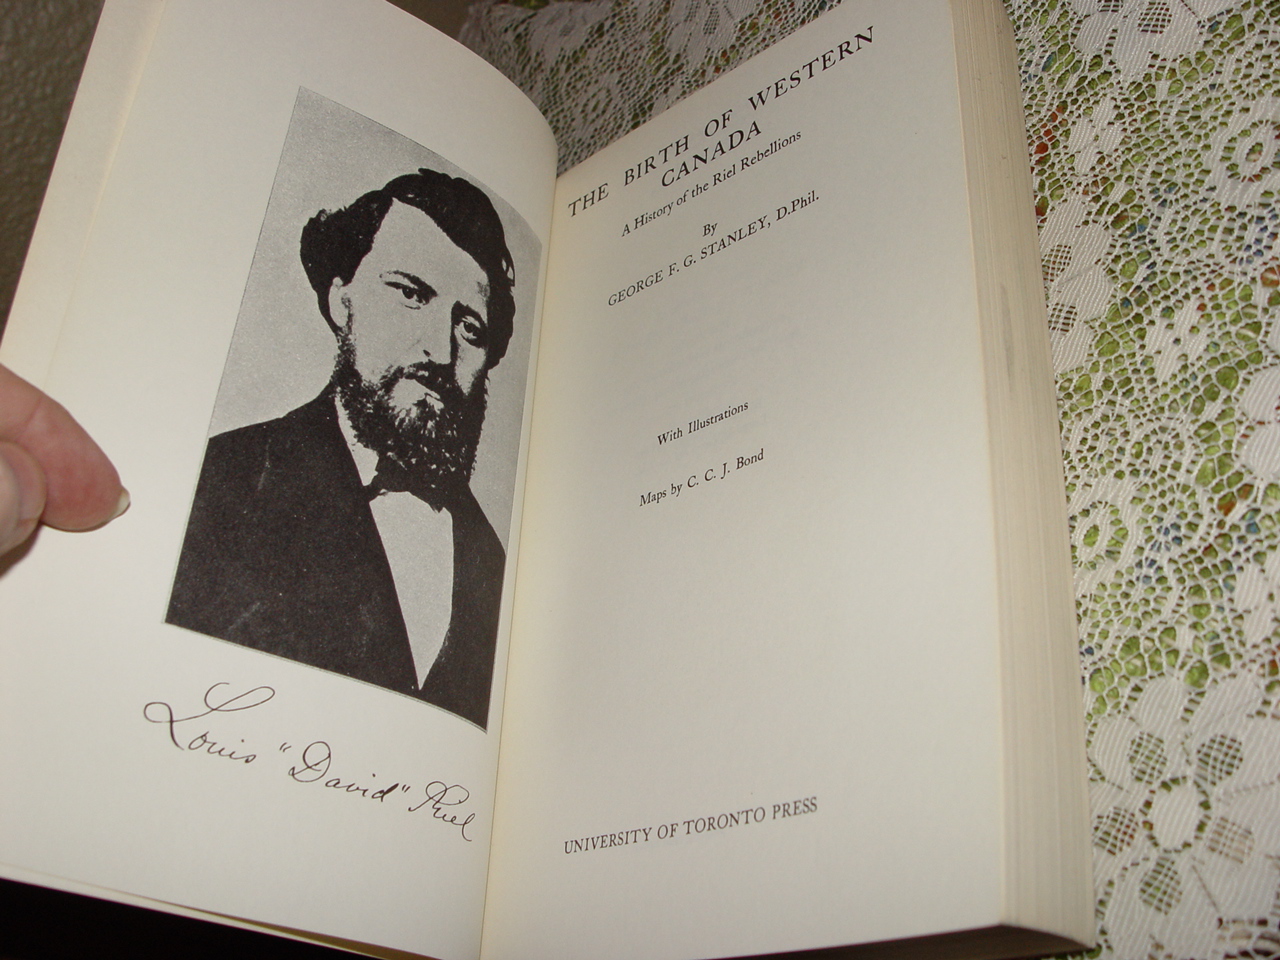 Louis "David" Riel
THE BIRTH OF WESTERN
CANADA
A History of the Riel Rebellions
By
GEORGE F. G. STANLEY, D.Phil.
With Illustrations
Maps by C. C. J. Bond
UNIVERSITY OF TORONTO PRESS